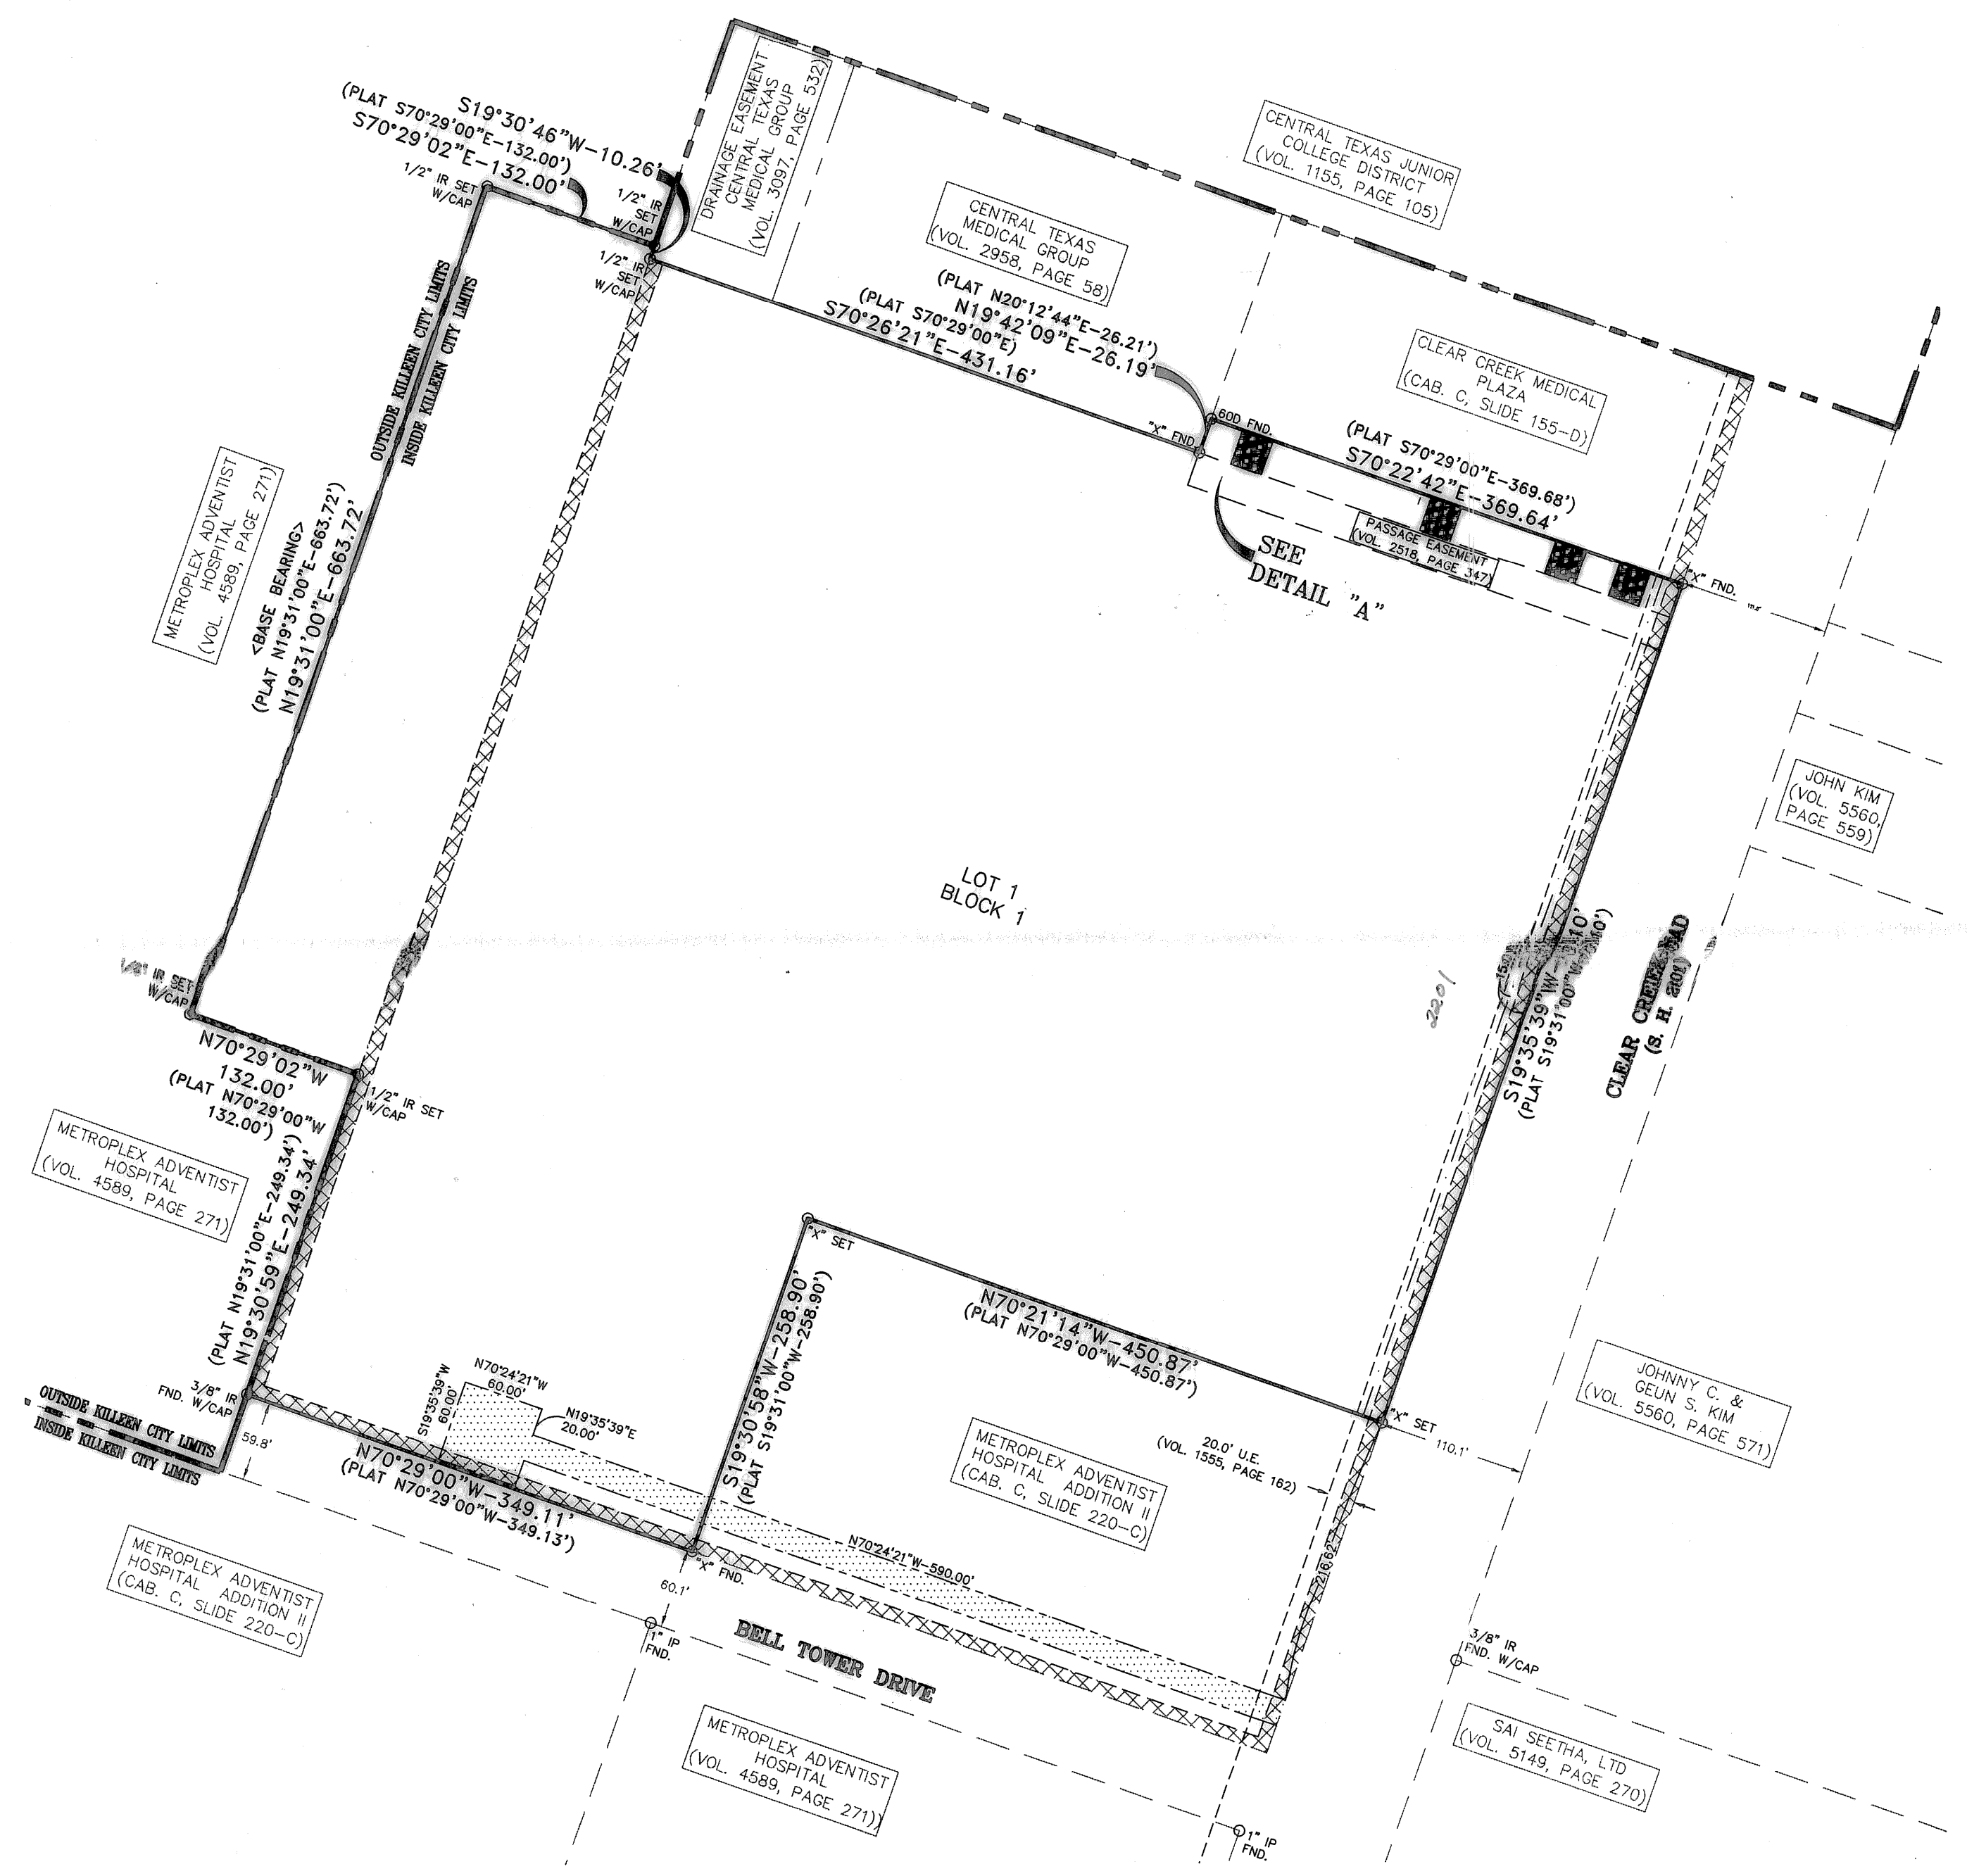 S19°30'46"W-10.26'
(PLAT S70°29'00"E-132.00')
S70°29'02"E-132.00'
1/2" IR SET
W/CAP
1/2" IR
SET
W/CAP
1/2" IR
SET
W/CAP
DRAINAGE EASEMENT
CENTRAL TEXAS
MEDICAL GROUP
(VOL. 3097, PAGE 532)
CENTRAL TEXAS JUNIOR
COLLEGE DISTRICT
(VOL. 1155, PAGE 105)
CENTRAL TEXAS
MEDICAL GROUP
(VOL. 2958, PAGE 58)
(PLAT N20°12'44"E-26.21')
N19°42'09"E-26.19'
(PLAT S70°29'00"E)
S70°26'21"E-431.16'
"X" FND.
60D FND.
CLEAR CREEK MEDICAL
PLAZA
(CAB. C, SLIDE 155-D)
(PLAT S70°29'00"E-369.68')
S70°22'42"E-369.64'
PASSAGE EASEMENT
(VOL. 2518, PAGE 347)
SEE
DETAIL "A"
"X" FND.
OUTSIDE KILLEEN CITY LIMITS
INSIDE KILLEEN CITY LIMITS
METROPLEX ADVENTIST
HOSPITAL
(VOL. 4589, PAGE 271))
<BASE BEARING>
(PLAT N19°31'00"E-663.72')
N19°31'00"E-663.72'
JOHN KIM
(VOL. 5560,
PAGE 559)
LOT 1
BLOCK 1
2201
15.0'
S19°35'39"W-
(PLAT S19°31'00"W-
CLEAR CREEK ROAD
(S. H. 201)
IR SET
W/CAP
N70°29'02"W
132.00'
(PLAT N70°29'00"W
132.00')
1/2" IR SET
W/CAP
METROPLEX ADVENTIST
HOSPITAL
(VOL. 4589, PAGE 271)
(PLAT N19°31'00"E-249.34')
N19°30'59"E-249.34'
"X" SET
N70°21'14"W-450.87'
(PLAT N70°29'00"W-450.87')
S19°30'58"W-258.90'
(PLAT S19°31'00"W-258.90')
3/8" IR
FND. W/CAP
OUTSIDE KILLEEN CITY LIMITS
INSIDE KILLEEN CITY LIMITS
59.8'
N70°24'21"W
60.00'
S19°35'39"W
60.00'
N19°35'39"E
20.00'
N70°29'00"W-349.11'
(PLAT N70°29'00"W-349.13')
METROPLEX ADVENTIST
HOSPITAL ADDITION II
(CAB. C, SLIDE 220-C)
20.0' U.E.
(VOL. 1555, PAGE 162)
"X" SET
110.1'
JOHNNY C. &
GEUN S. KIM
(VOL. 5560, PAGE 571)
216.62'
N70°24'21"W-590.00'
"X" FND.
60.1'
METROPLEX ADVENTIST
HOSPITAL ADDITION II
(CAB. C, SLIDE 220-C)
1" IP
FND.
BELL TOWER DRIVE
3/8" IR
FND. W/CAP
METROPLEX ADVENTIST
HOSPITAL
(VOL. 4589, PAGE 271))
SAI SEETHA, LTD
(VOL. 5149, PAGE 270)
1" IP
FND.